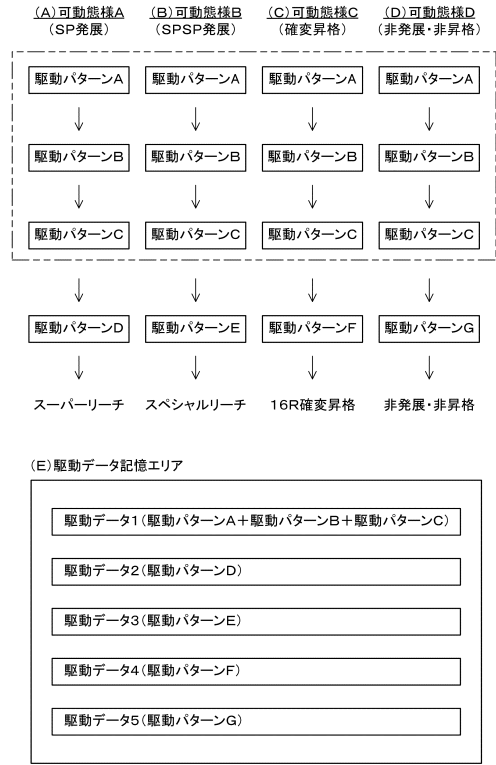 (A)可動態様A (B)可動態様B (C)可動態様C (D)可動態様D
(SP発展) (SPSP発展) (確変昇格) (非発展・非昇格)
駆動パターンA 駆動パターンA 駆動パターンA 駆動パターンA
↓ ↓ ↓ ↓
駆動パターンB 駆動パターンB 駆動パターンB 駆動パターンB
↓ ↓ ↓ ↓
駆動パターンC 駆動パターンC 駆動パターンC 駆動パターンC
↓ ↓ ↓ ↓
駆動パターンD 駆動パターンE 駆動パターンF 駆動パターンG
↓ ↓ ↓ ↓
スーパーリーチ スペシャルリーチ 16R確変昇格 非発展・非昇格
(E)駆動データ記憶エリア
駆動データ1(駆動パターンA+駆動パターンB+駆動パターンC)
駆動データ2(駆動パターンD)
駆動データ3(駆動パターンE)
駆動データ4(駆動パターンF)
駆動データ5(駆動パターンG)